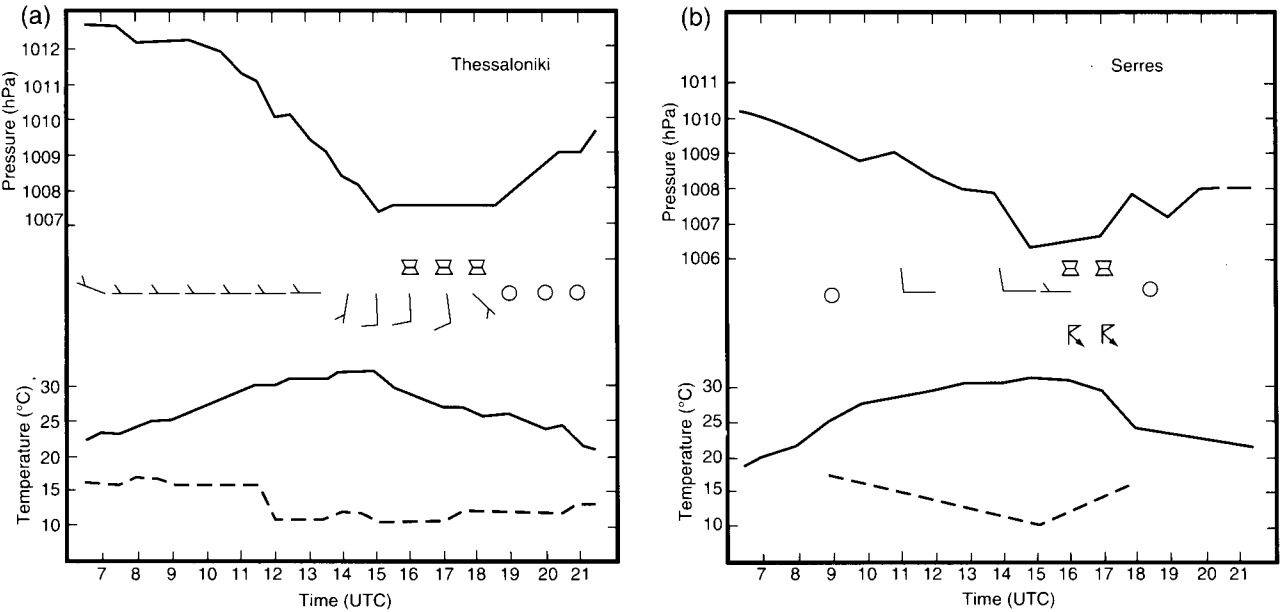 (a)
Thessaloniki
Pressure (hPa)
1012
1011
1010
1009
1008
1007
Temperature (°C)
30
25
20
15
10
7 8 9 10 11 12 13 14 15 16 17 18 19 20 21
Time (UTC)
(b)
Serres
Pressure (hPa)
1011
1010
1009
1008
1007
1006
Temperature (°C)
30
25
20
15
10
7 8 9 10 11 12 13 14 15 16 17 18 19 20 21
Time (UTC)